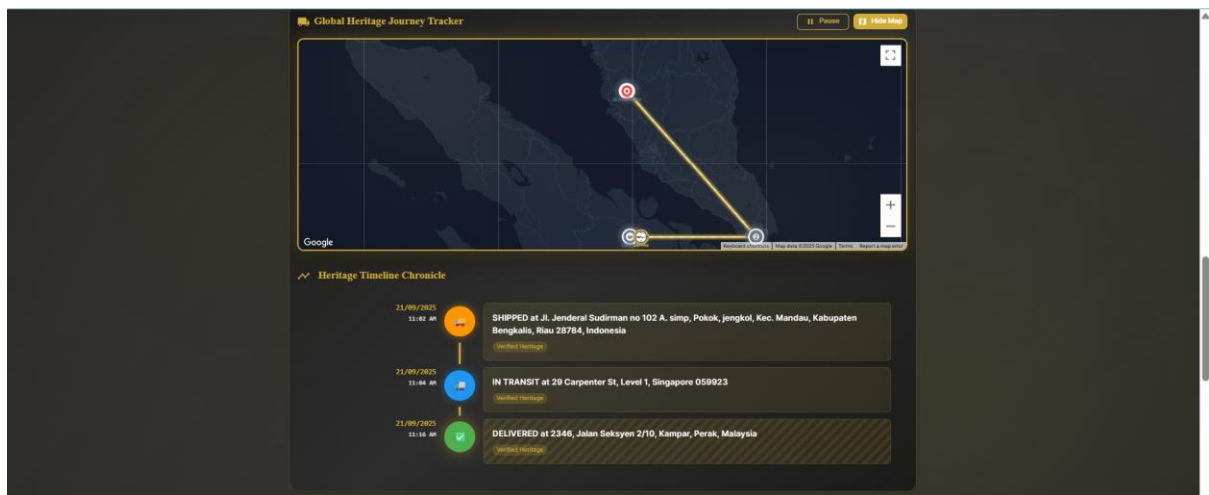 Global Heritage Journey Tracker
Pause
Hide Map
Google
Keyboard shortcuts
Map data ©2025 Google
Terms
Report a map error
Heritage Timeline Chronicle
21/09/2025
11:02 AM
SHIPPED at Jl. Jenderal Sudirman no 102 A. simp, Pokok, jengkol, Kec. Mandau, Kabupaten
Bengkalis, Riau 28784, Indonesia
Verified Heritage
21/09/2025
11:04 AM
IN TRANSIT at 29 Carpenter St, Level 1, Singapore 059923
Verified Heritage
21/09/2025
11:16 AM
DELIVERED at 2346, Jalan Seksyen 2/10, Kampar, Perak, Malaysia
Verified Heritage